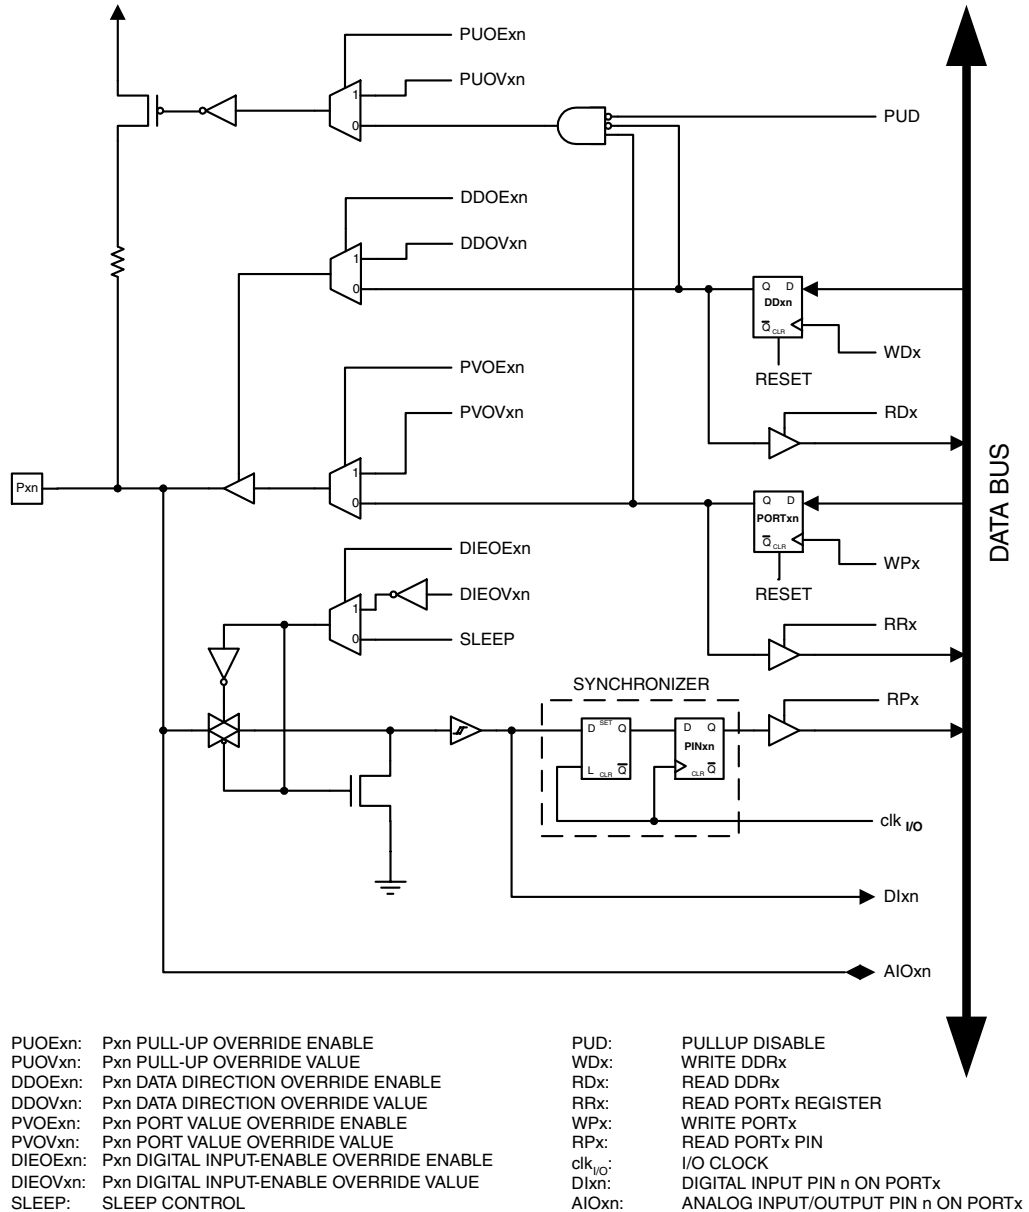 PUOExn
PUOVxn
1
0
PUD
DDOExn
DDOVxn
1
0
Q D
DDxn
Q CLR
WDx
RESET
RDx
PVOExn
PVOVxn
1
0
Pxn
Q D
PORTxn
Q CLR
WPx
RESET
RRx
DATA BUS
DIEOExn
DIEOVxn
1
0
SLEEP
SYNCHRONIZER
RPx
D SET Q
L CLR Q
D Q
PINxn
CLR Q
clk I/O
DIxn
AIOxn
PUOExn: Pxn PULL-UP OVERRIDE ENABLE
PUOVxn: Pxn PULL-UP OVERRIDE VALUE
DDOExn: Pxn DATA DIRECTION OVERRIDE ENABLE
DDOVxn: Pxn DATA DIRECTION OVERRIDE VALUE
PVOExn: Pxn PORT VALUE OVERRIDE ENABLE
PVOVxn: Pxn PORT VALUE OVERRIDE VALUE
DIEOExn: Pxn DIGITAL INPUT-ENABLE OVERRIDE ENABLE
DIEOVxn: Pxn DIGITAL INPUT-ENABLE OVERRIDE VALUE
SLEEP: SLEEP CONTROL
PUD: PULLUP DISABLE
WDx: WRITE DDRx
RDx: READ DDRx
RRx: READ PORTx REGISTER
WPx: WRITE PORTx
RPx: READ PORTx PIN
clkI/O: I/O CLOCK
DIxn: DIGITAL INPUT PIN n ON PORTx
AIOxn: ANALOG INPUT/OUTPUT PIN n ON PORTx